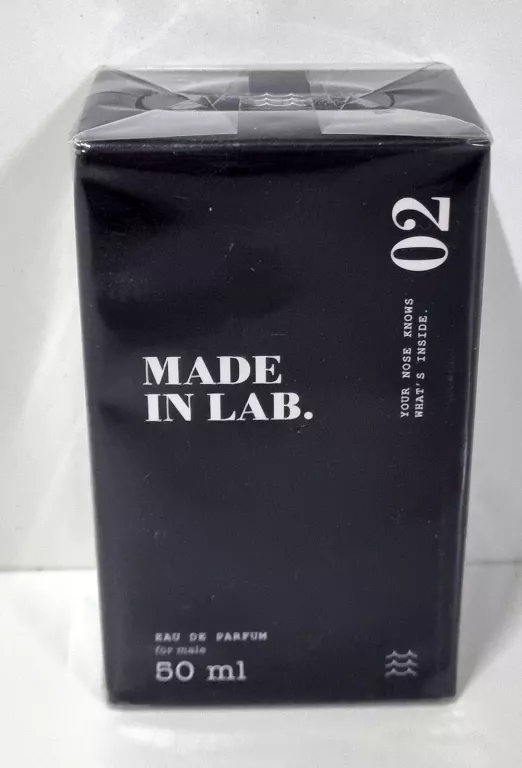 02
YOUR NOSE KNOWS
WHAT'S INSIDE.
MADE
IN LAB.
EAU DE PARFUM
for male
50 ml